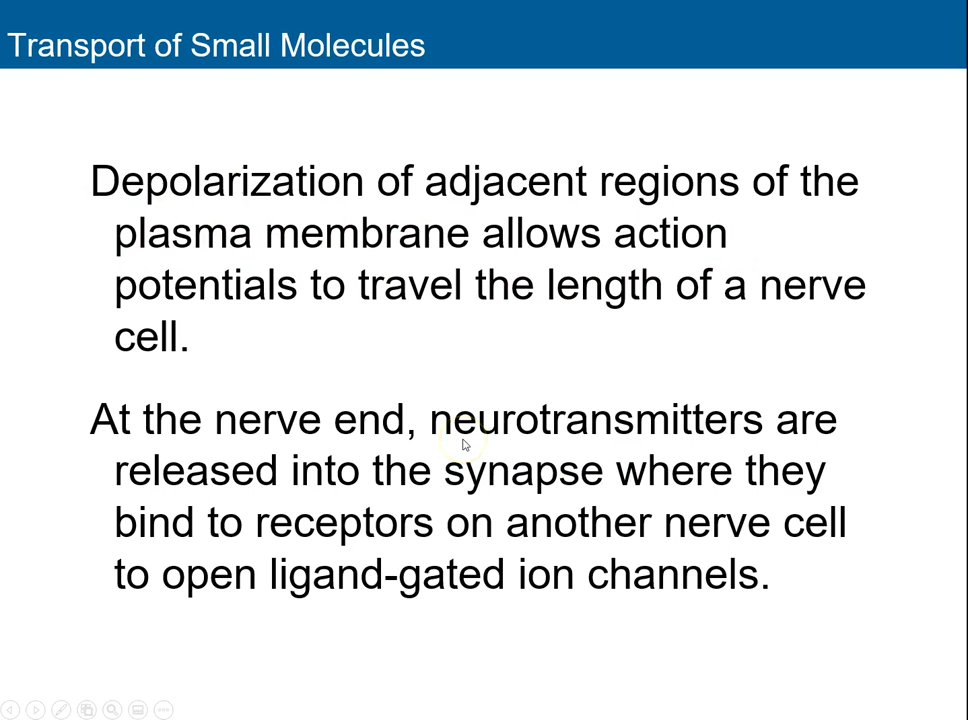 Transport of Small Molecules
Depolarization of adjacent regions of the
plasma membrane allows action
potentials to travel the length of a nerve
cell.
At the nerve end, neurotransmitters are
released into the synapse where they
bind to receptors on another nerve cell
to open ligand-gated ion channels.